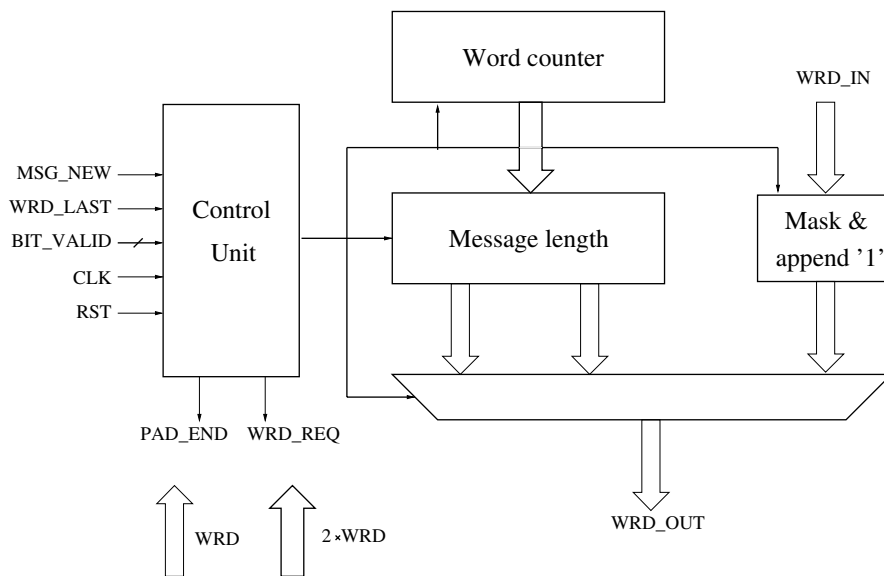 Word counter
WRD_IN
MSG_NEW
WRD_LAST
BIT_VALID
CLK
RST
Control
Unit
Message length
Mask &
append '1'
PAD_END
WRD_REQ
WRD
2×WRD
WRD_OUT